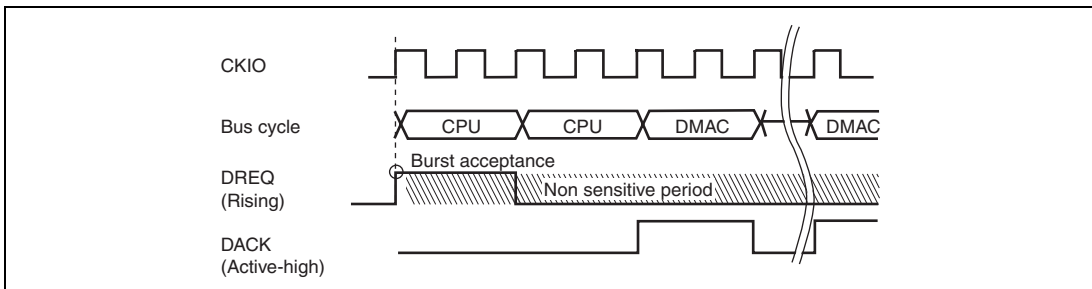 CKIO
Bus cycle
CPU
CPU
DMAC
DMAC
Burst acceptance
DREQ
(Rising)
Non sensitive period
DACK
(Active-high)